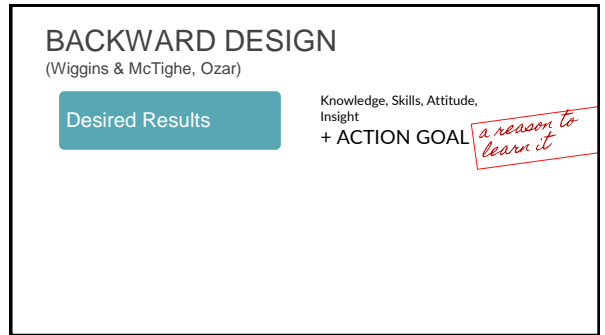 BACKWARD DESIGN
(Wiggins & McTighe, Ozar)
Desired Results
Knowledge, Skills, Attitude,
Insight
+ ACTION GOAL
a reason to
learn it